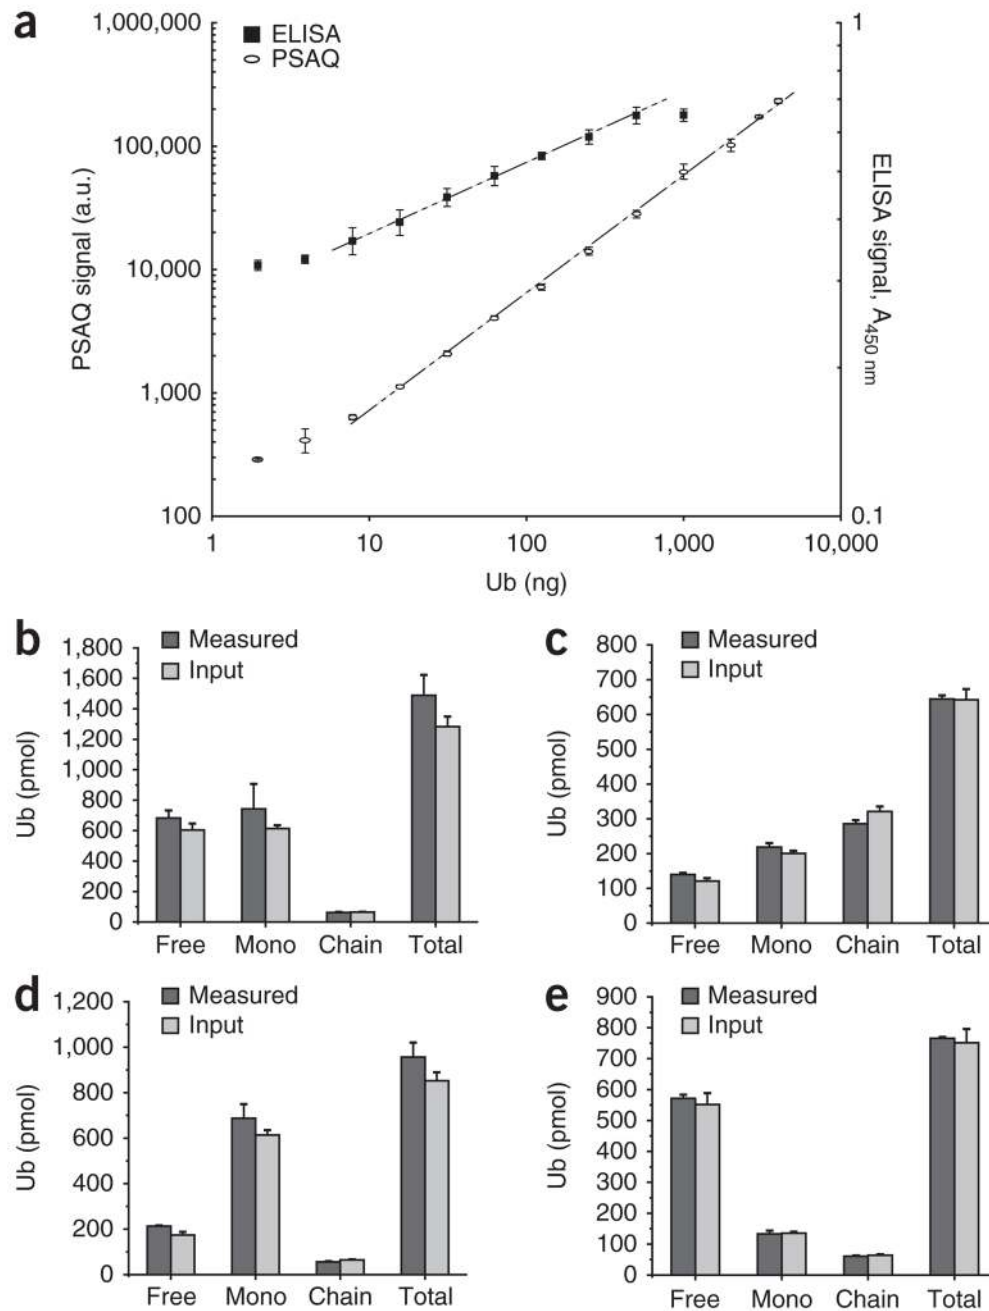 a
ELISA
PSAQ
1,000,000
100,000
10,000
1,000
100
PSAQ signal (a.u.)
1
0.1
ELISA signal, A450 nm
1 10 100 1,000 10,000
Ub (ng)
b
Measured
Input
1,800
1,600
1,400
1,200
1,000
800
600
400
200
0
Ub (pmol)
Free Mono Chain Total
c
Measured
Input
800
700
600
500
400
300
200
100
0
Ub (pmol)
Free Mono Chain Total
d
Measured
Input
1,200
1,000
800
600
400
200
0
Ub (pmol)
Free Mono Chain Total
e
Measured
Input
900
800
700
600
500
400
300
200
100
0
Ub (pmol)
Free Mono Chain Total